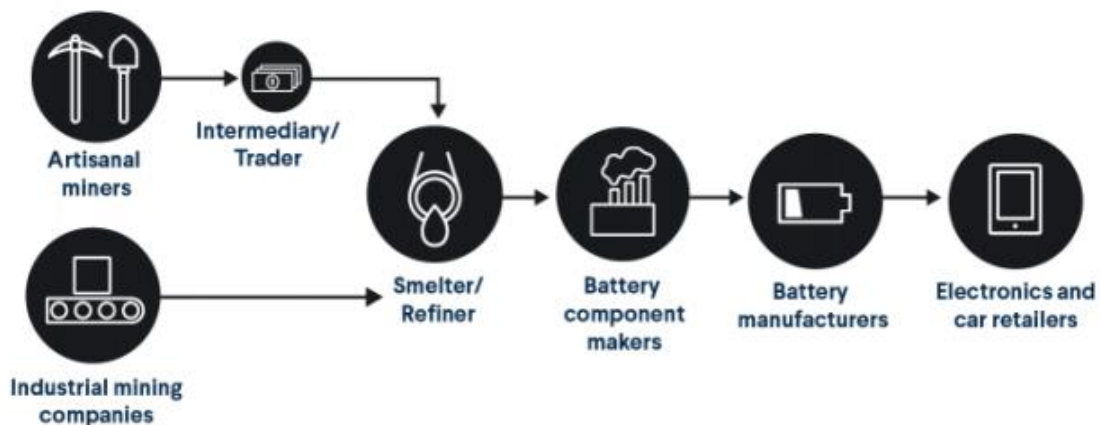 Artisanal
miners
Intermediary/
Trader
Industrial mining
companies
Smelter/
Refiner
Battery
component
makers
Battery
manufacturers
Electronics and
car retailers